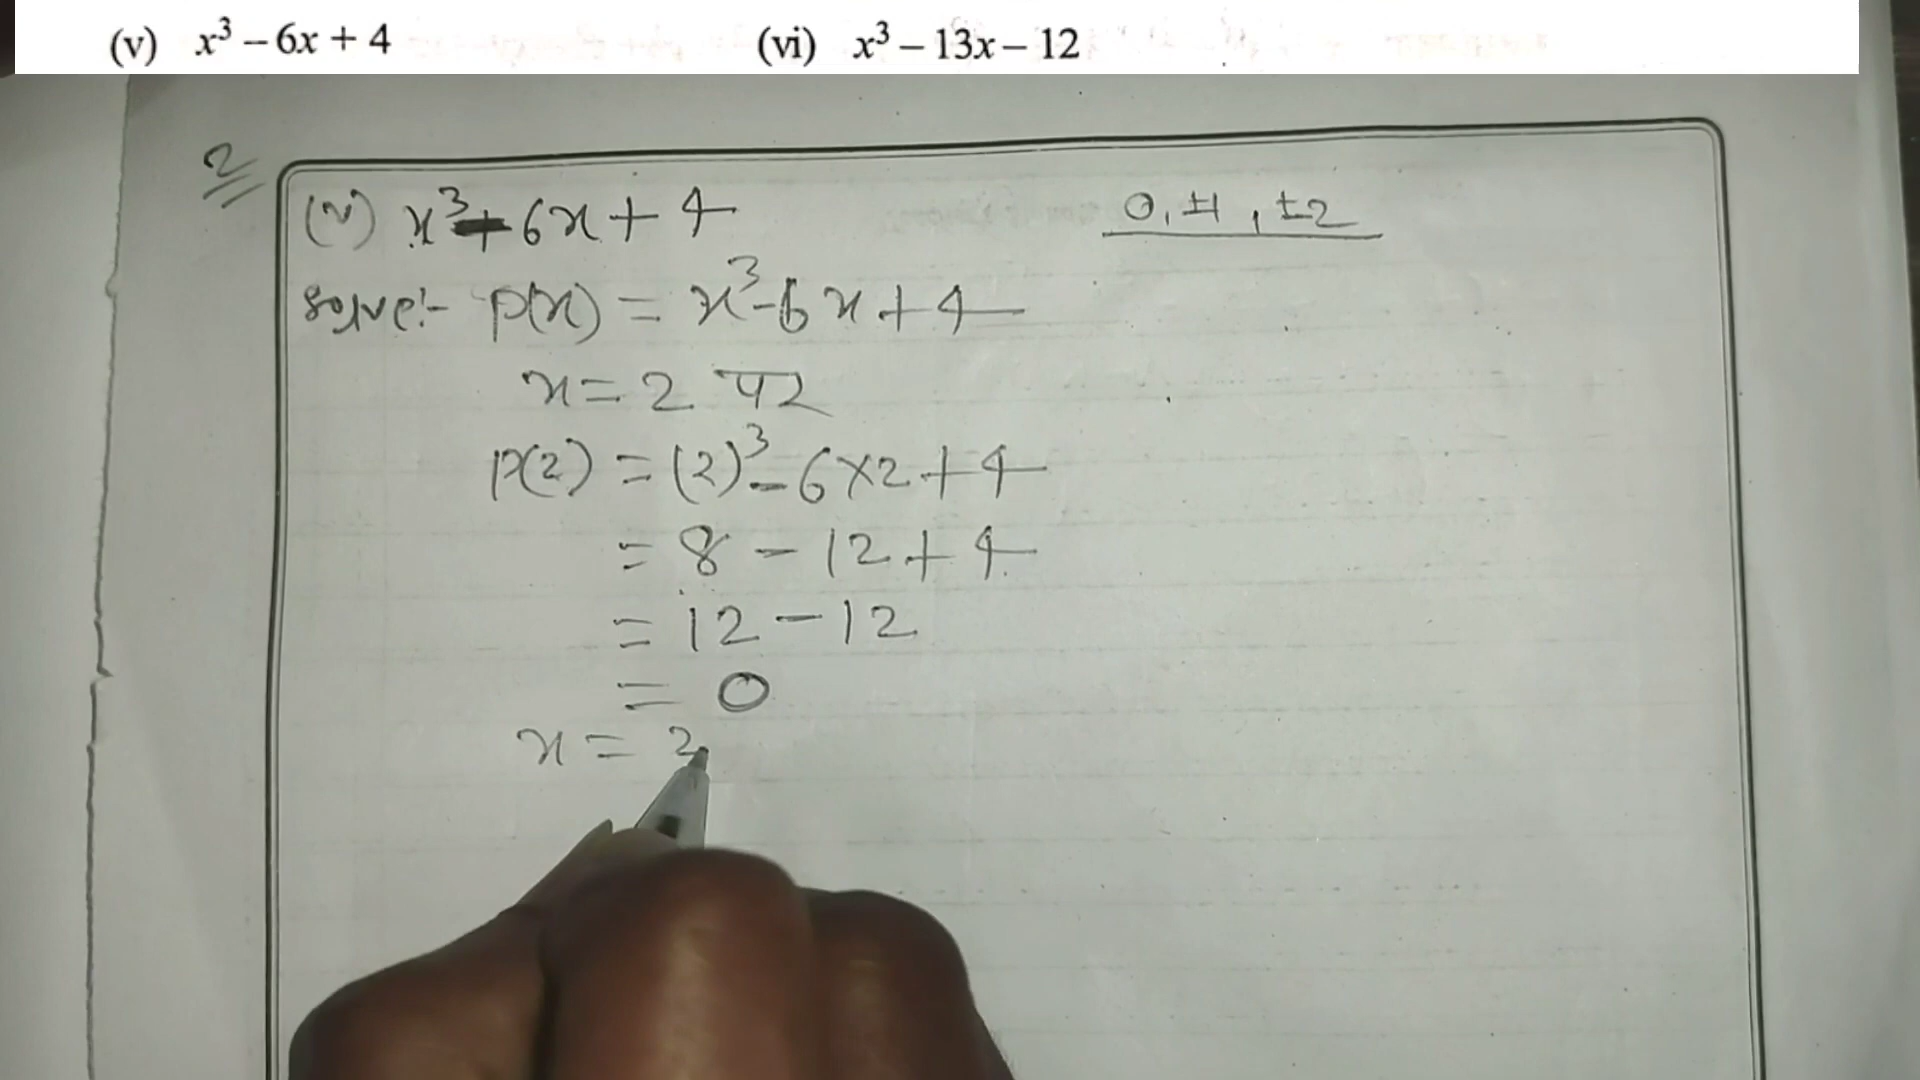 (v) x³ – 6x + 4 (vi) x³ – 13x – 12
2
(v) x³ - 6x + 4 0, ±1, ±2
Solve:- p(x) = x³ - 6x + 4
x = 2 पर
p(2) = (2)³ - 6×2 + 4
= 8 - 12 + 4
= 12 - 12
= 0
x = 2